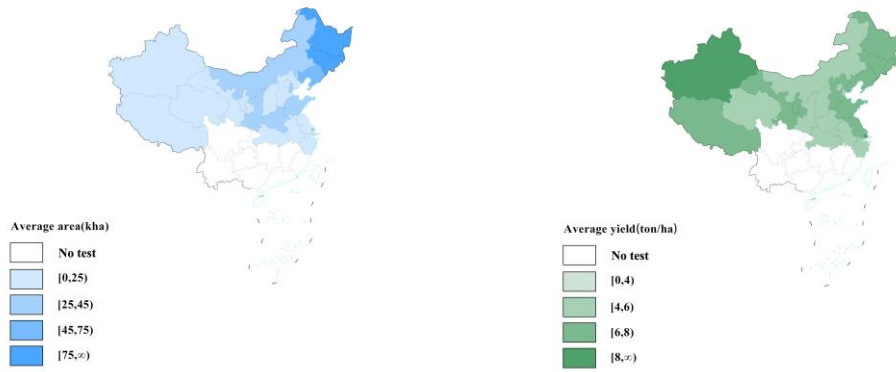 Average area(kha)
No test
[0,25)
[25,45)
[45,75)
[75,∞)
Average yield(ton/ha)
No test
[0,4)
[4,6)
[6,8)
[8,∞)